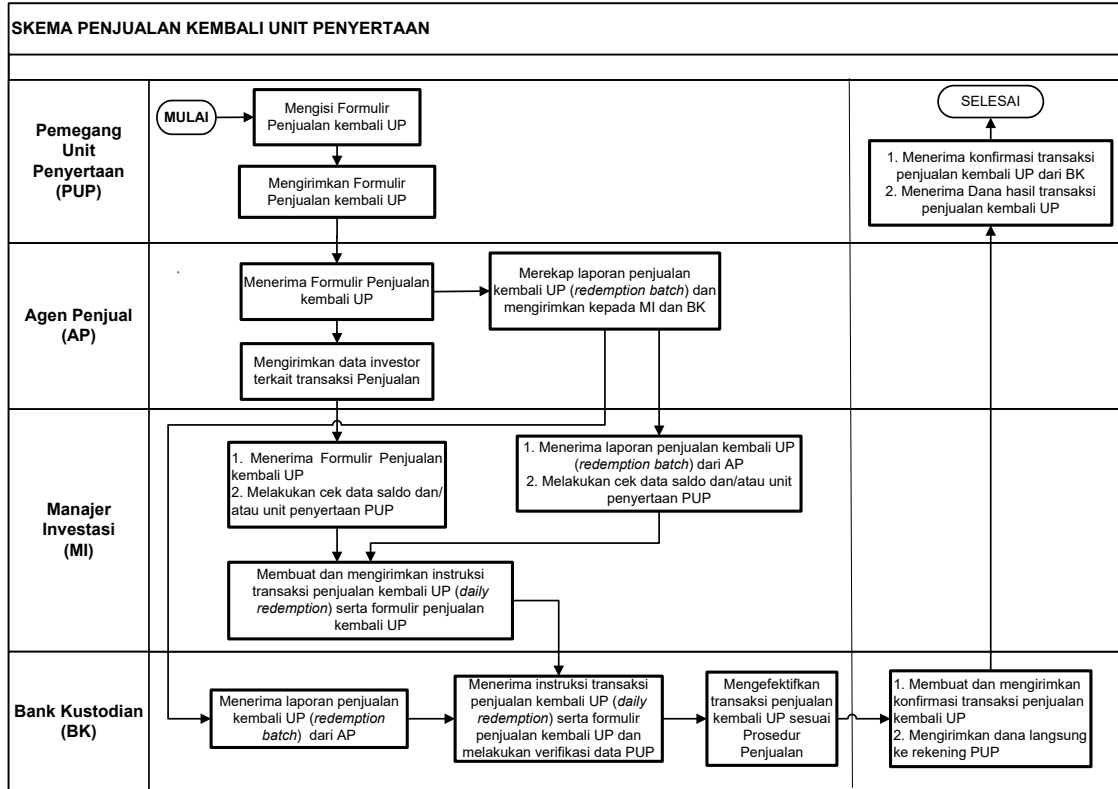 SKEMA PENJUALAN KEMBALI UNIT PENYERTAAN
Pemegang
Unit
Penyertaan
(PUP)
MULAI
Mengisi Formulir
Penjualan kembali UP
Mengirimkan Formulir
Penjualan kembali UP
SELESAI
1. Menerima konfirmasi transaksi
penjualan kembali UP dari BK
2. Menerima Dana hasil transaksi
penjualan kembali UP
Agen Penjual
(AP)
Menerima Formulir Penjualan
kembali UP
Merekap laporan penjualan
kembali UP (redemption batch) dan
mengirimkan kepada MI dan BK
Mengirimkan data investor
terkait transaksi Penjualan
Manajer
Investasi
(MI)
1. Menerima Formulir Penjualan
kembali UP
2. Melakukan cek data saldo dan/
atau unit penyertaan PUP
1. Menerima laporan penjualan kembali UP
(redemption batch) dari AP
2. Melakukan cek data saldo dan/atau unit
penyertaan PUP
Membuat dan mengirimkan instruksi
transaksi penjualan kembali UP (daily
redemption) serta formulir penjualan
kembali UP
Bank Kustodian
(BK)
Menerima laporan penjualan
kembali UP (redemption
batch) dari AP
Menerima instruksi transaksi
penjualan kembali UP (daily
redemption) serta formulir
penjualan kembali UP dan
melakukan verifikasi data PUP
Mengefektifkan
transaksi penjualan
kembali UP sesuai
Prosedur
Penjualan
1. Membuat dan mengirimkan
konfirmasi transaksi penjualan
kembali UP
2. Mengirimkan dana langsung
ke rekening PUP